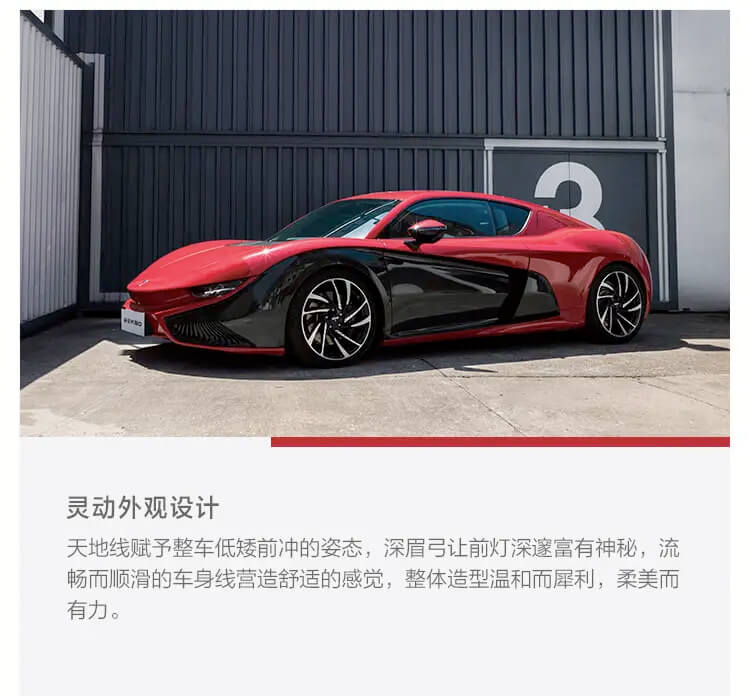 3
灵动外观设计
天地线赋予整车低矮前冲的姿态，深眉弓让前灯深邃富有神秘，流
畅而顺滑的车身线营造舒适的感觉，整体造型温和而犀利，柔美而
有力。